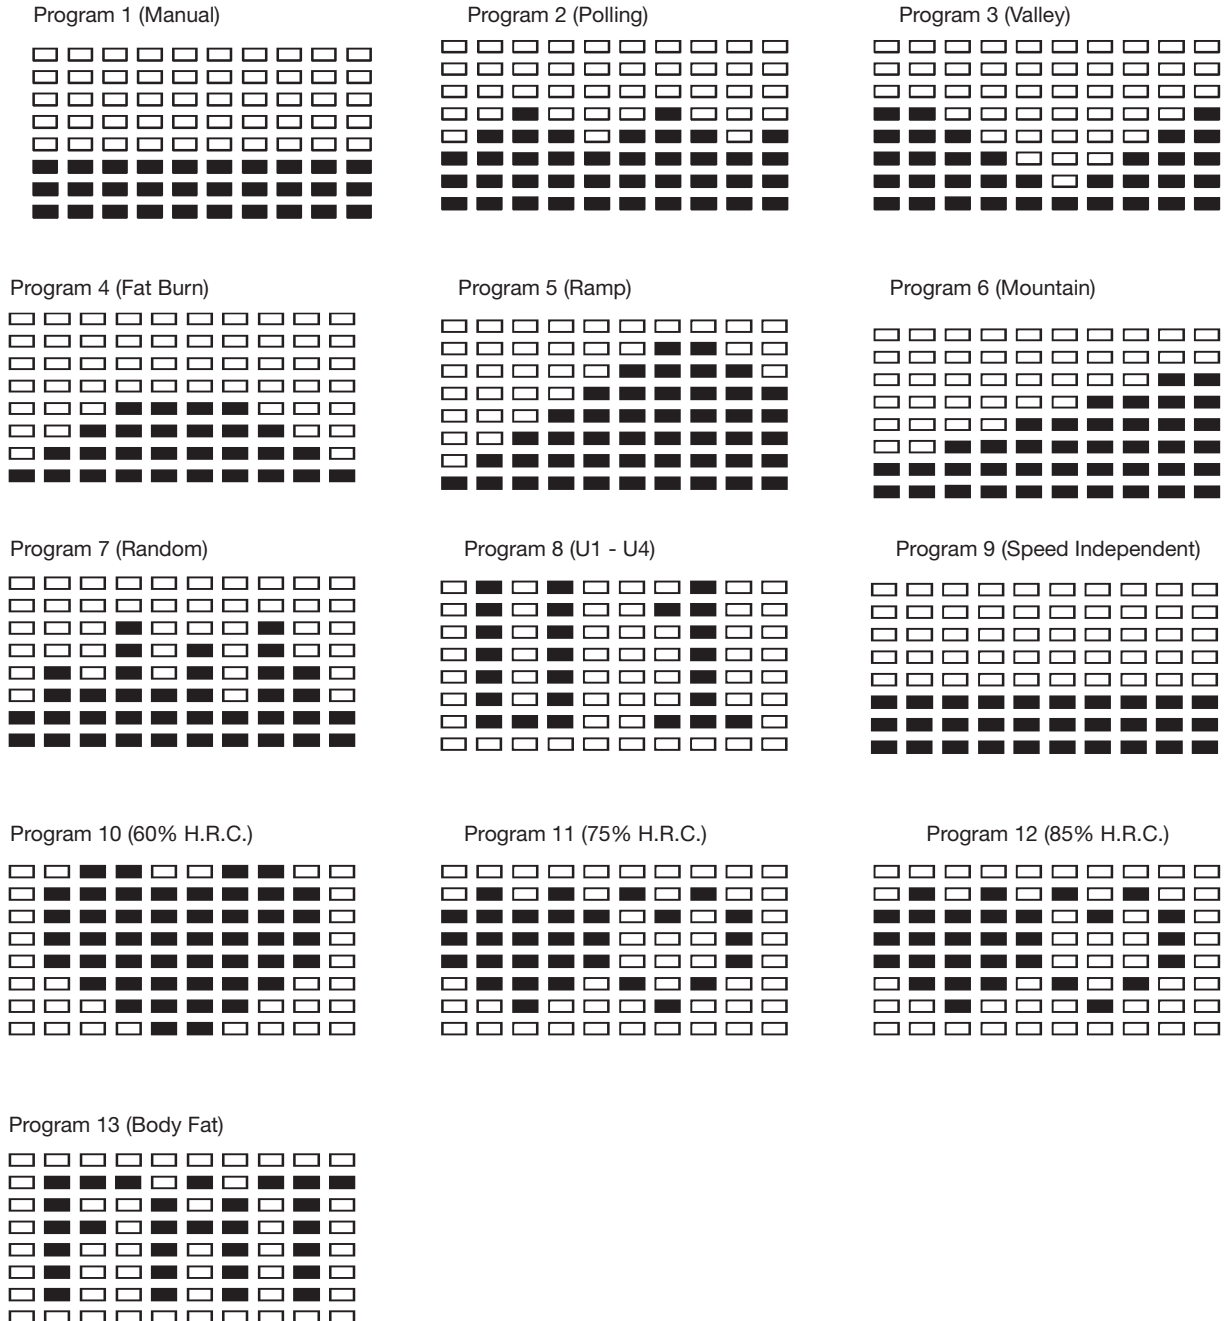 Program 1 (Manual)
Program 2 (Polling)
Program 3 (Valley)
Program 4 (Fat Burn)
Program 5 (Ramp)
Program 6 (Mountain)
Program 7 (Random)
Program 8 (U1 - U4)
Program 9 (Speed Independent)
Program 10 (60% H.R.C.)
Program 11 (75% H.R.C.)
Program 12 (85% H.R.C.)
Program 13 (Body Fat)